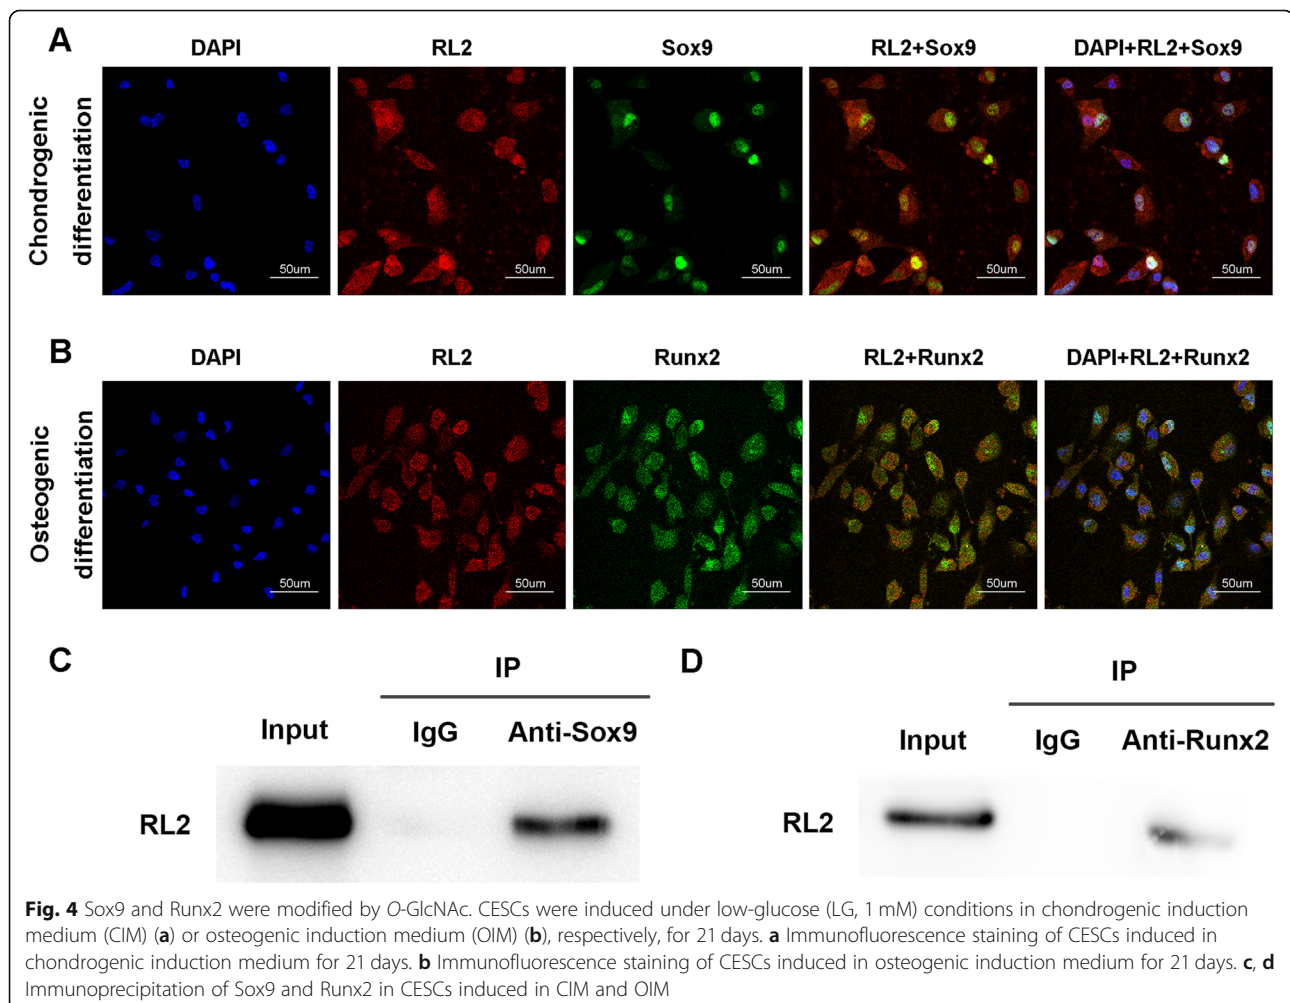 A
DAPI
RL2
Sox9
RL2+Sox9
DAPI+RL2+Sox9
Chondrogenic
differentiation
50um
50um
50um
50um
50um
B
DAPI
RL2
Runx2
RL2+Runx2
DAPI+RL2+Runx2
Osteogenic
differentiation
50um
50um
50um
50um
50um
C
IP
Input
IgG
Anti-Sox9
RL2
D
IP
Input
IgG
Anti-Runx2
RL2
Fig. 4 Sox9 and Runx2 were modified by O-GlcNAc. CESCs were induced under low-glucose (LG, 1 mM) conditions in chondrogenic induction
medium (CIM) (a) or osteogenic induction medium (OIM) (b), respectively, for 21 days. a Immunofluorescence staining of CESCs induced in
chondrogenic induction medium for 21 days. b Immunofluorescence staining of CESCs induced in osteogenic induction medium for 21 days. c, d
Immunoprecipitation of Sox9 and Runx2 in CESCs induced in CIM and OIM